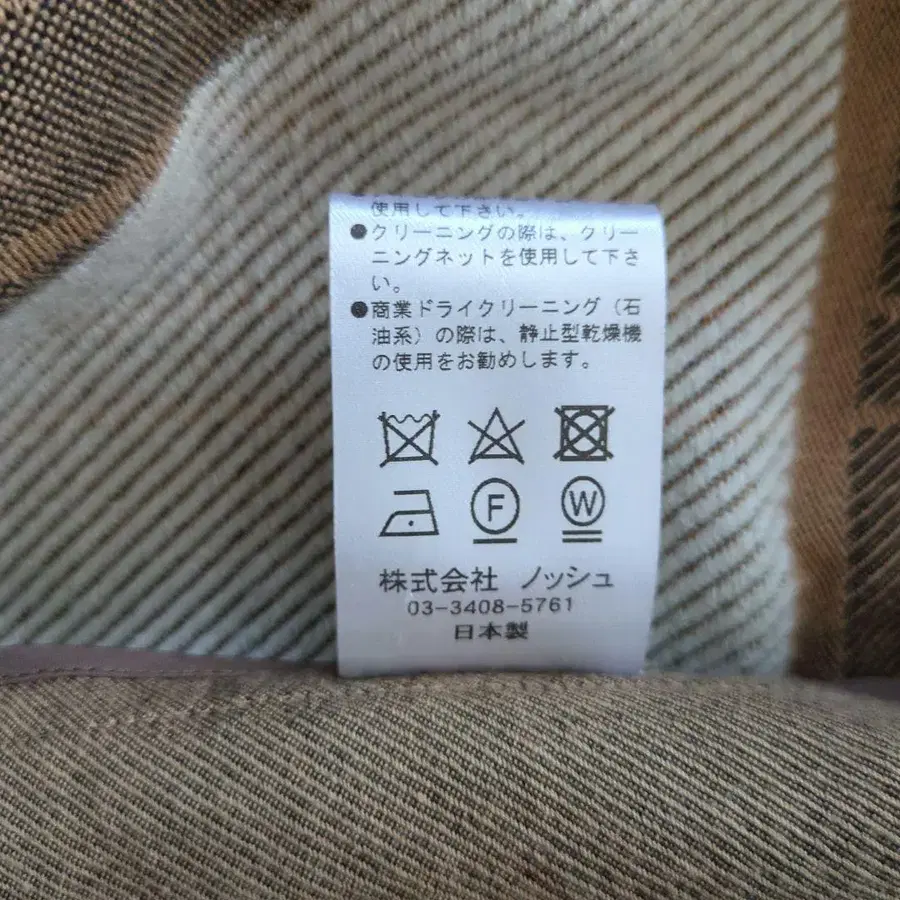 使用して下さい。
●クリーニングの際は、クリー
ニングネットを使用して下さ
い。
●商業ドライクリーニング（石
油系）の際は、静止型乾燥機
の使用をお勧めします。
F W
株式会社 ノッシュ
03-3408-5761
日本製